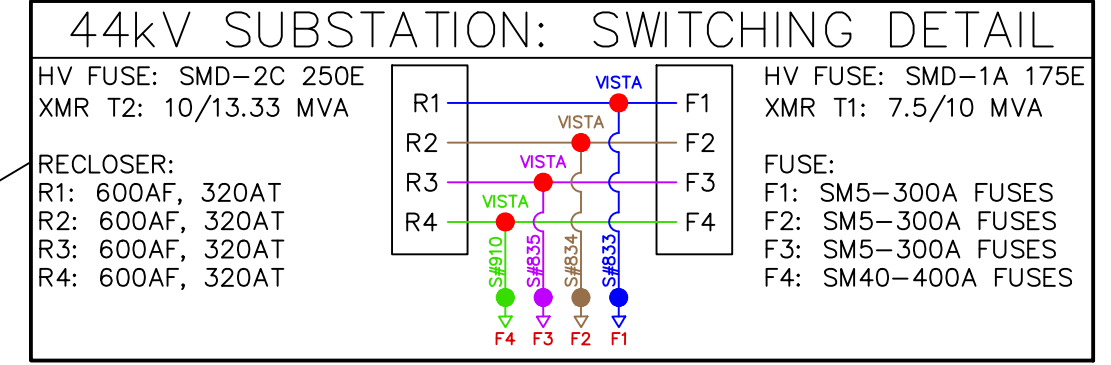 44kV SUBSTATION: SWITCHING DETAIL
HV FUSE: SMD-2C 250E
XMR T2: 10/13.33 MVA
RECLOSER:
R1: 600AF, 320AT
R2: 600AF, 320AT
R3: 600AF, 320AT
R4: 600AF, 320AT
R1
R2
R3
R4
VISTA
VISTA
VISTA
VISTA
F1
F2
F3
F4
S#910
S#835
S#834
S#833
F4 F3 F2 F1
HV FUSE: SMD-1A 175E
XMR T1: 7.5/10 MVA
FUSE:
F1: SM5-300A FUSES
F2: SM5-300A FUSES
F3: SM5-300A FUSES
F4: SM40-400A FUSES